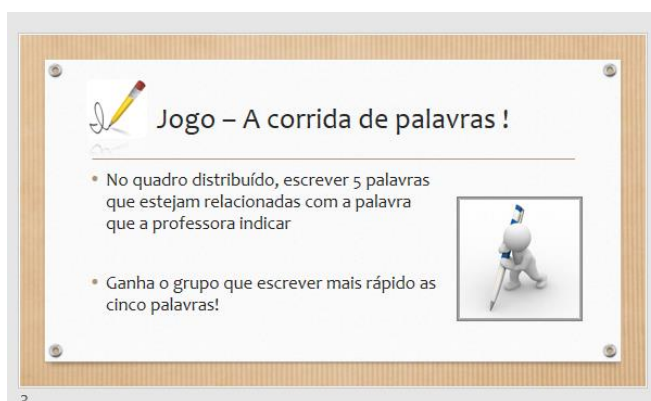 Jogo – A corrida de palavras !
• No quadro distribuído, escrever 5 palavras
que estejam relacionadas com a palavra
que a professora indicar
• Ganha o grupo que escrever mais rápido as
cinco palavras!